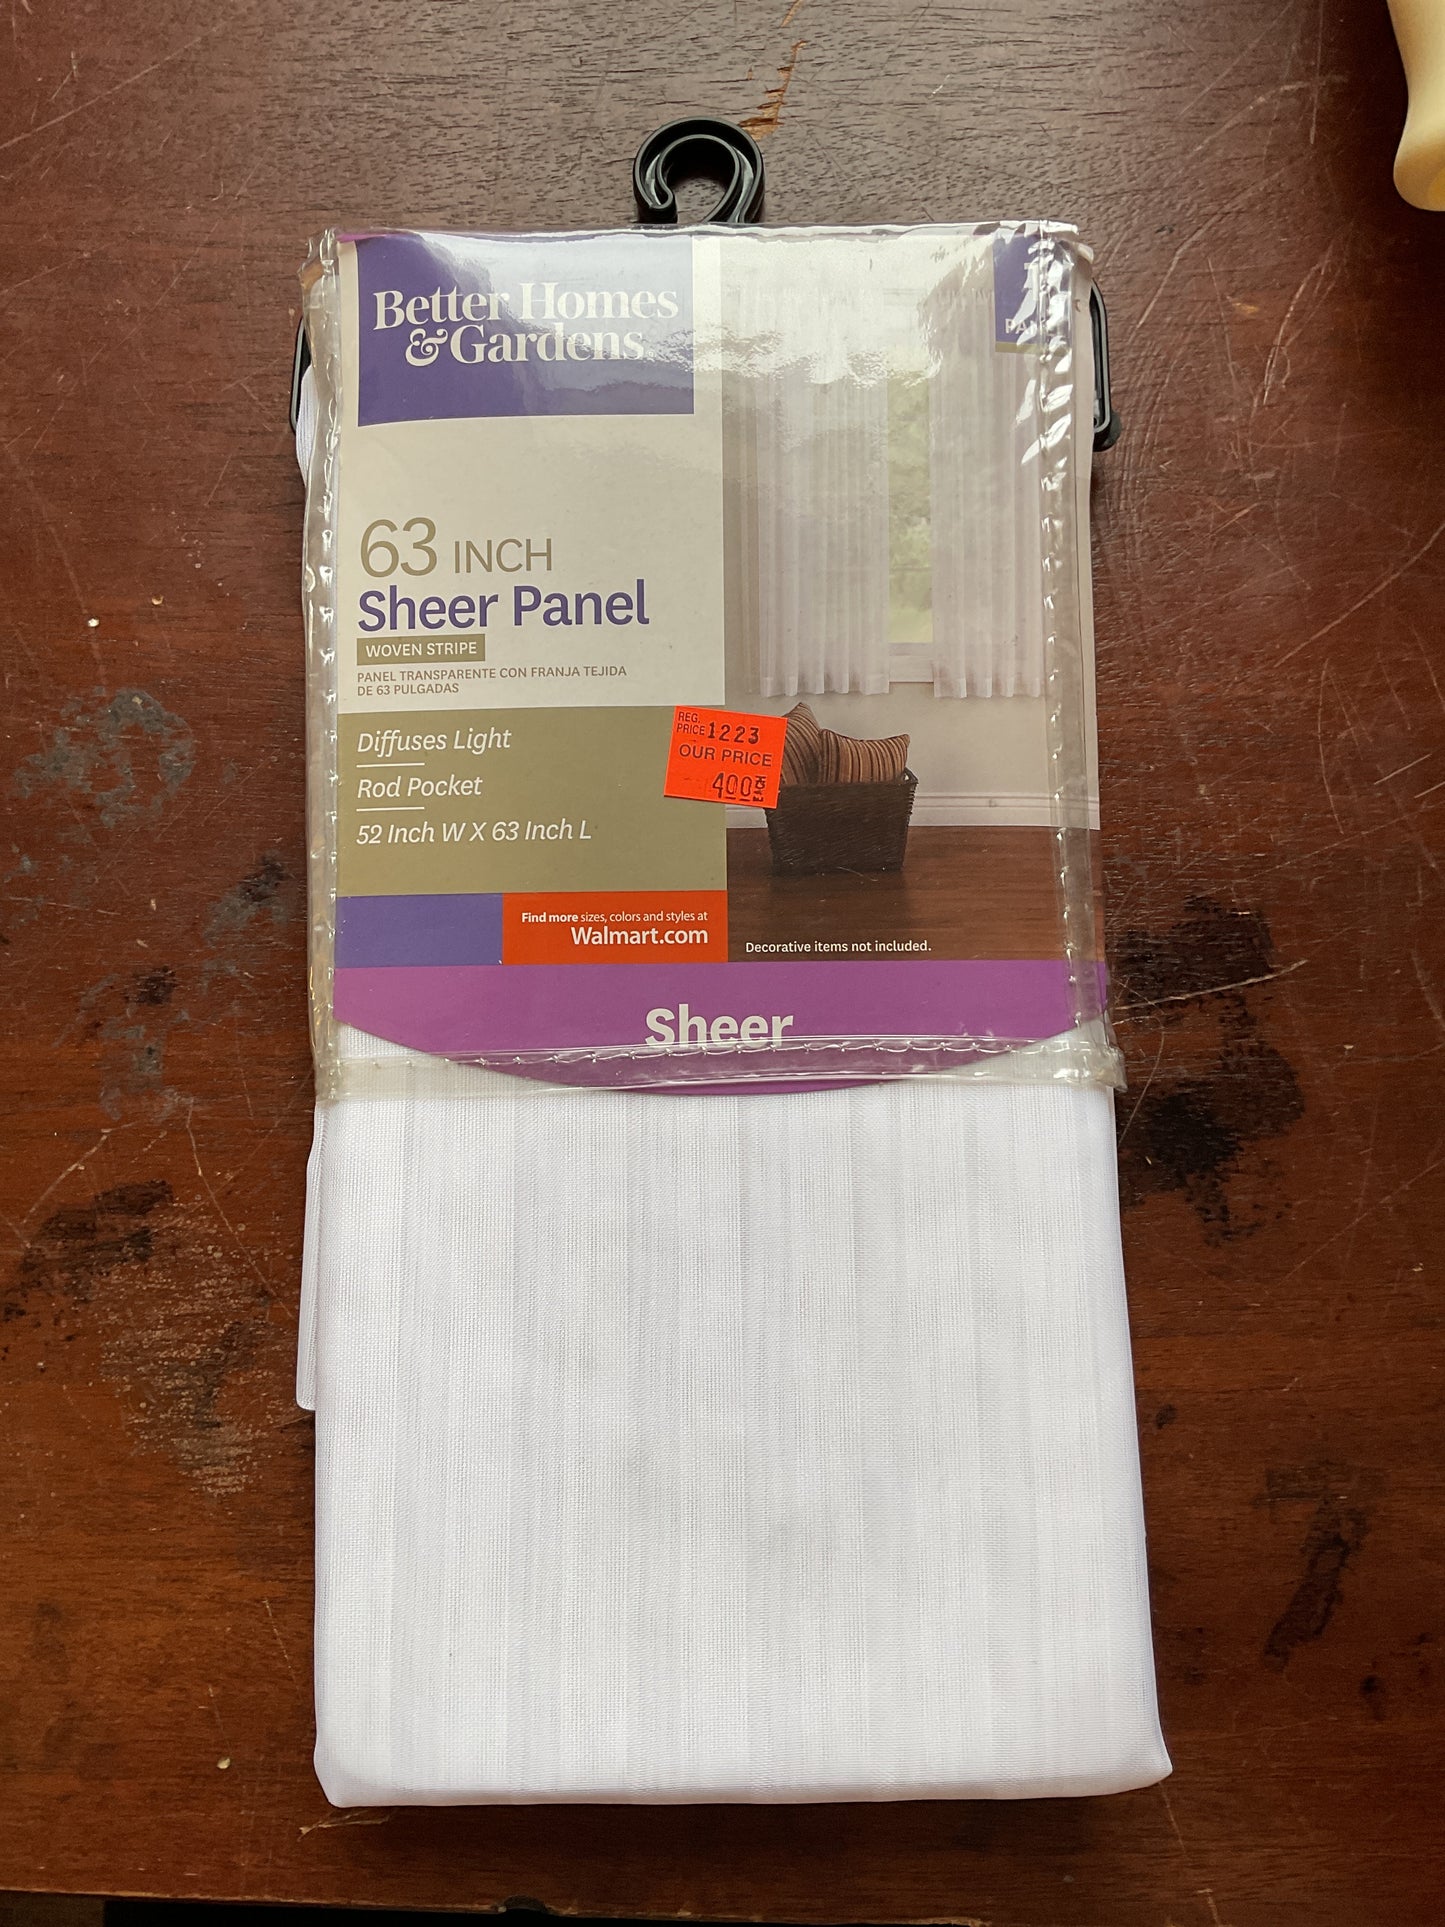 Better Homes
& Gardens
63 INCH
Sheer Panel
WOVEN STRIPE
PANEL TRANSPARENTE CON FRANJA TEJIDA
DE 63 PULGADAS
Diffuses Light
Rod Pocket
52 Inch W X 63 Inch L
REG.
PRICE 1223
OUR PRICE
400 EACH
Find more sizes, colors and styles at
Walmart.com
Decorative items not included.
Sheer